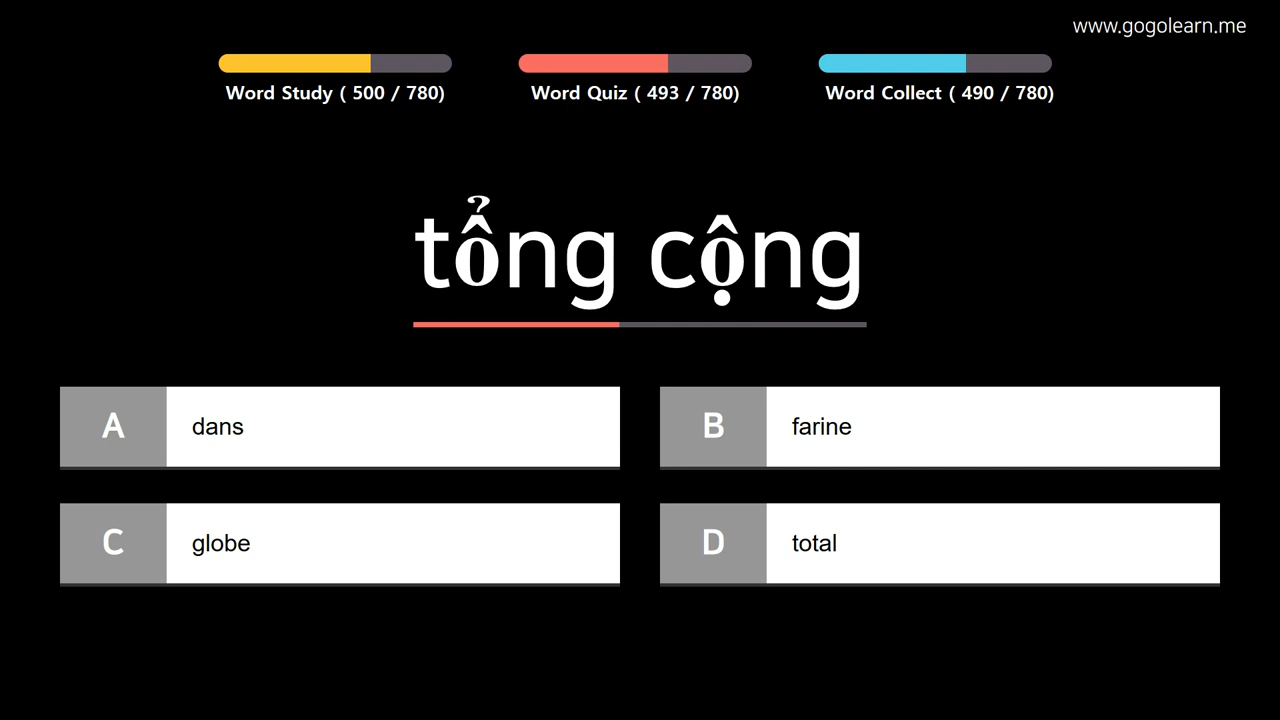 www.gogolearn.me
Word Study ( 500 / 780)
Word Quiz ( 493 / 780)
Word Collect ( 490 / 780)
tổng cộng
A dans
B farine
C globe
D total